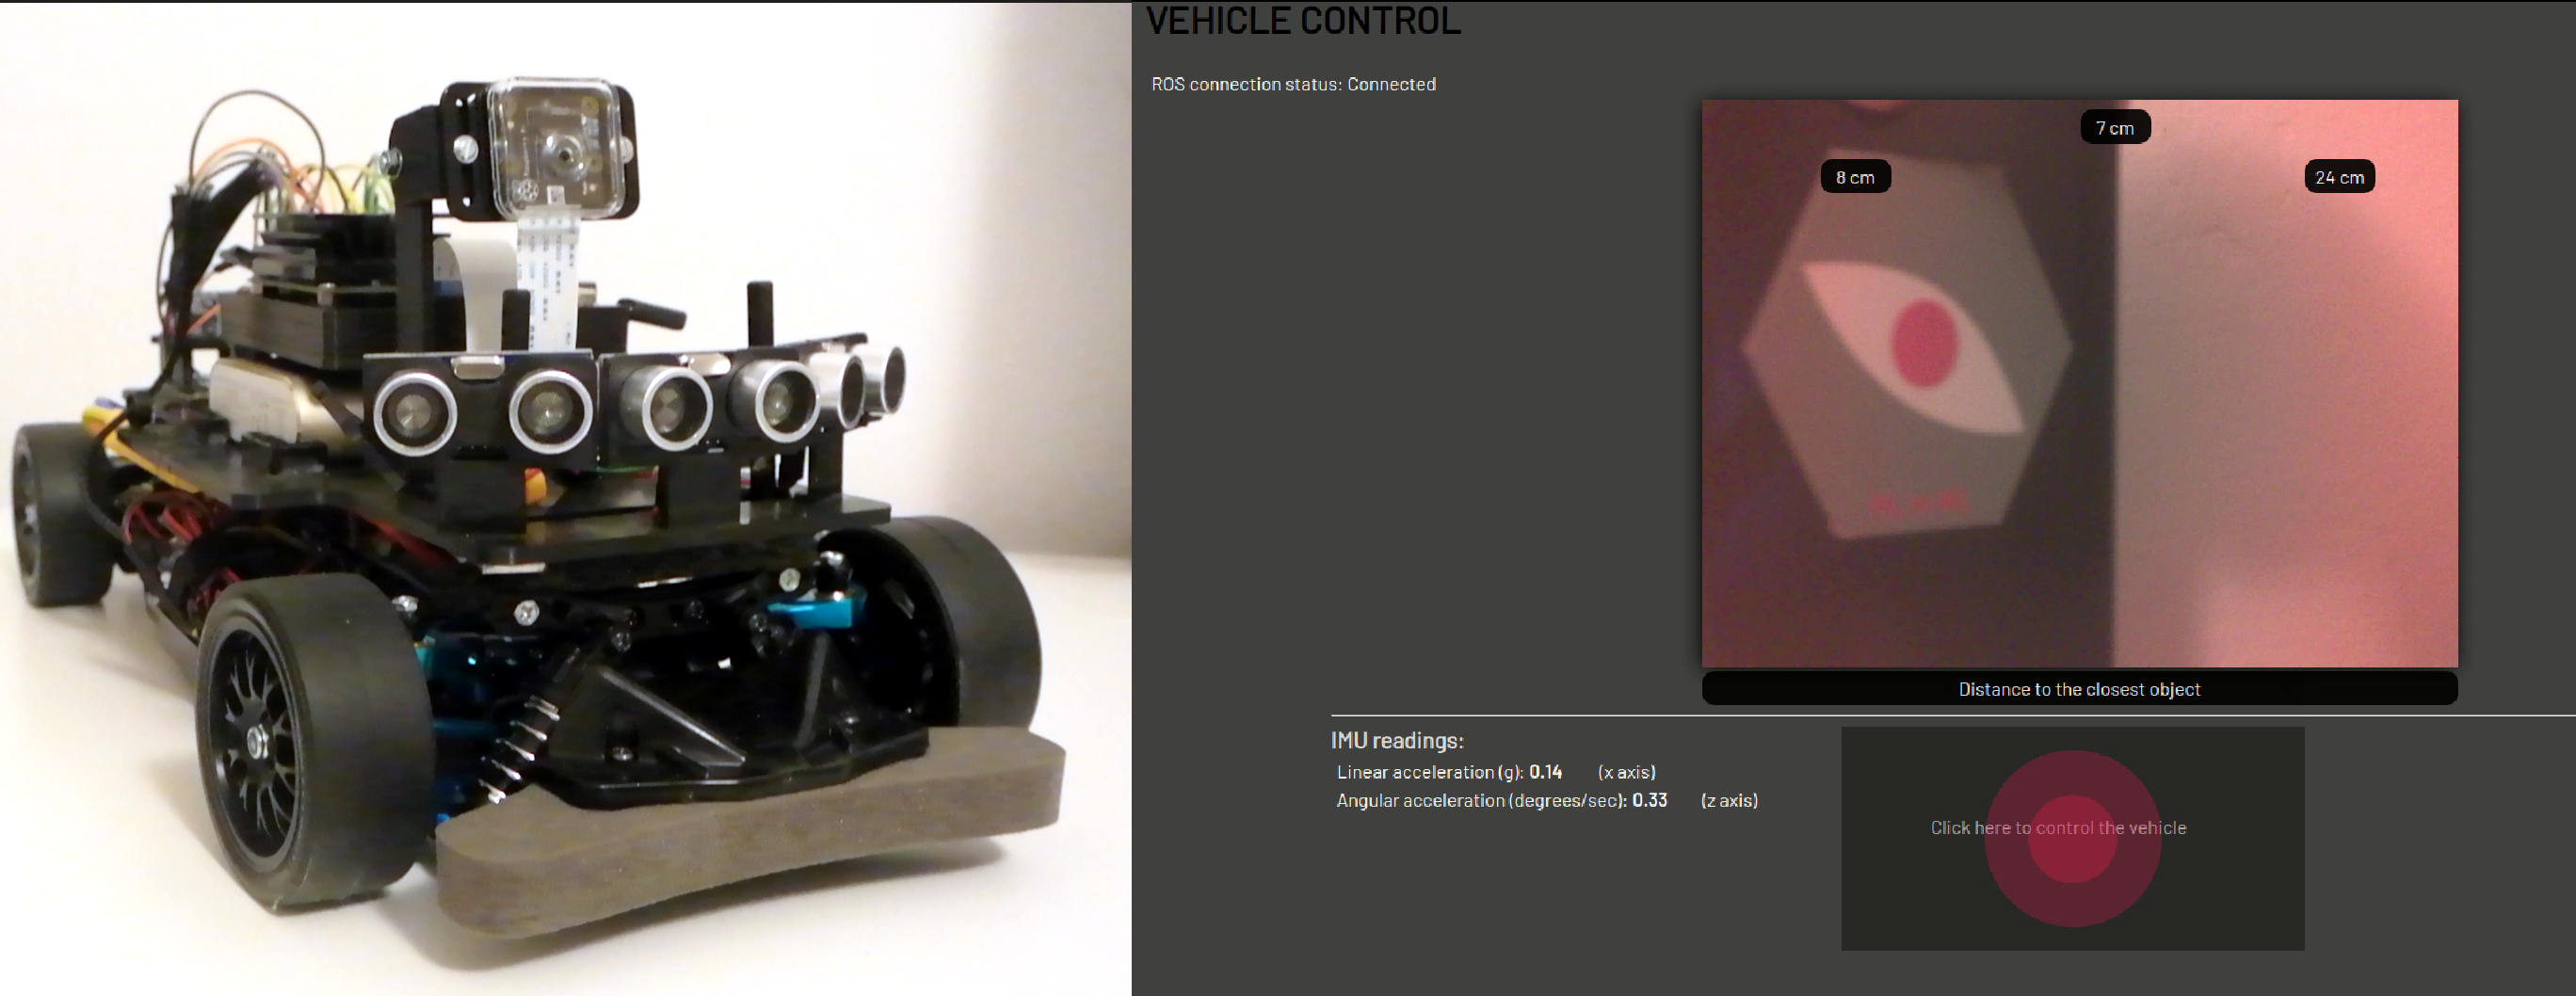 VEHICLE CONTROL
ROS connection status: Connected
7 cm
8 cm
24 cm
Distance to the closest object
IMU readings:
Linear acceleration (g): 0.14 (x axis)
Angular acceleration (degrees/sec): 0.33 (z axis)
Click here to control the vehicle